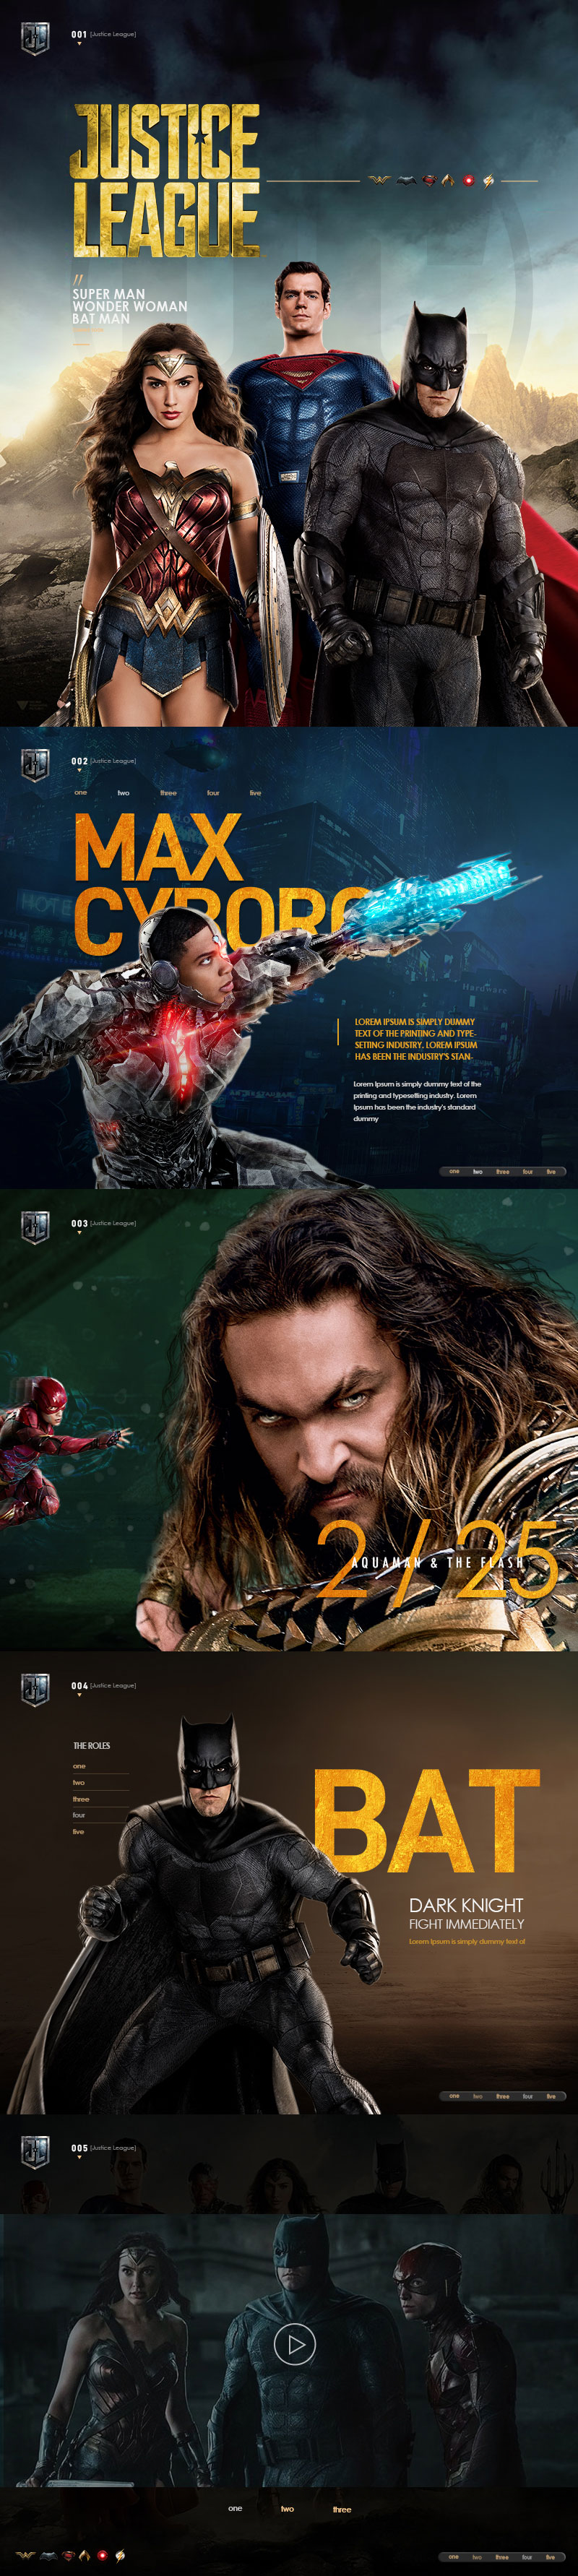 001 [Justice League]
JUSTICE
LEAGUE
//
SUPER MAN
WONDER WOMAN
BAT MAN
002 [Justice League]
one two three four five
MAX
CYBORG
HOTE
Hardware
LOREM IPSUM IS SIMPLY DUMMY
TEXT OF THE PRINTING AND TYPE-
SETTING INDUSTRY. LOREM IPSUM
HAS BEEN THE INDUSTRY'S STAN-
Lorem Ipsum is simply dummy text of the
printing and typesetting industry. Lorem
Ipsum has been the industry's standard
dummy
one two three four five
003 [Justice League]
2 / 25
AQUAMAN & THE FLASH
004 [Justice League]
THE ROLES
one
two
three
four
five
BAT
DARK KNIGHT
FIGHT IMMEDIATELY
Lorem Ipsum is simply dummy text of
one two three four five
005 [Justice League]
one two three
one two three four five